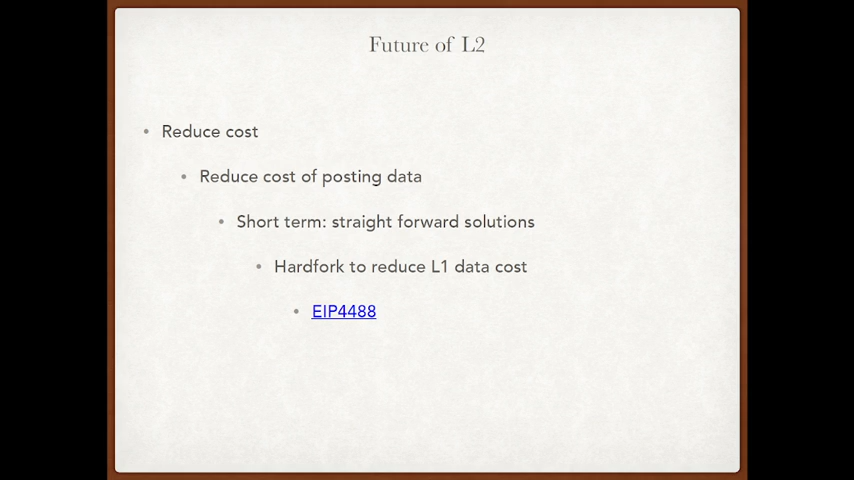 Future of L2
Reduce cost
Reduce cost of posting data
Short term: straight forward solutions
Hardfork to reduce L1 data cost
EIP4488